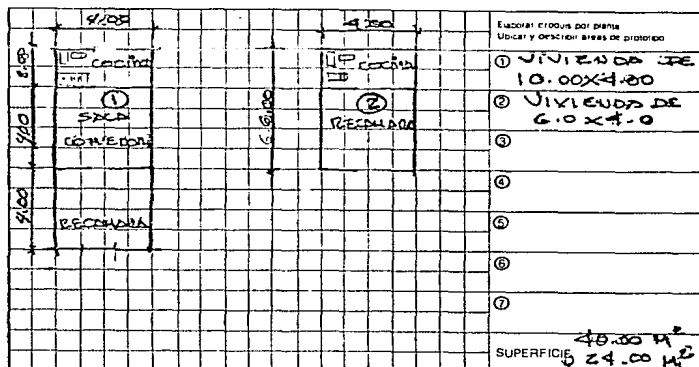 4.00
4.00
Elaborar croquis por planta
Ubicar y describir areas de prototipo
COCINA
COCINA
① VIVIENDA DE
10.00X4.00
2.00
①
SALA
COMEDOR
②
RECAMARA
② VIVIENDA DE
6.0X4.0
4.00
6.00
③
④
4.00
RECAMARA
⑤
⑥
⑦
SUPERFICIE 40.00 M²
24.00 M²